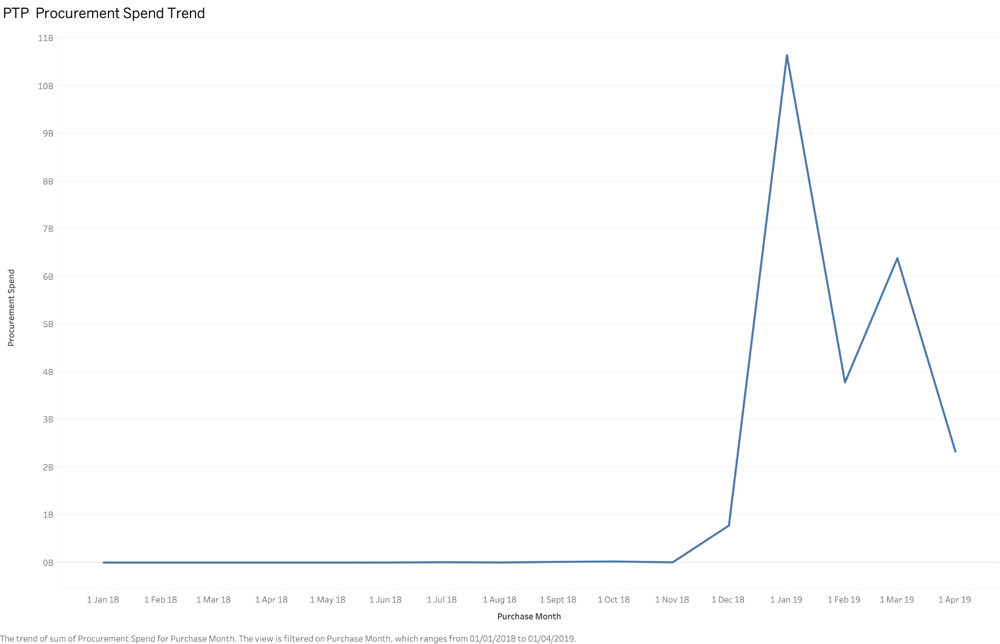 PTP  Procurement Spend Trend
11B
10B
9B
8B
7B
6B
5B
4B
3B
2B
1B
0B
Procurement Spend
1 Jan 18 1 Feb 18 1 Mar 18 1 Apr 18 1 May 18 1 Jun 18 1 Jul 18 1 Aug 18 1 Sept 18 1 Oct 18 1 Nov 18 1 Dec 18 1 Jan 19 1 Feb 19 1 Mar 19 1 Apr 19
Purchase Month
The trend of sum of Procurement Spend for Purchase Month. The view is filtered on Purchase Month, which ranges from 01/01/2018 to 01/04/2019.